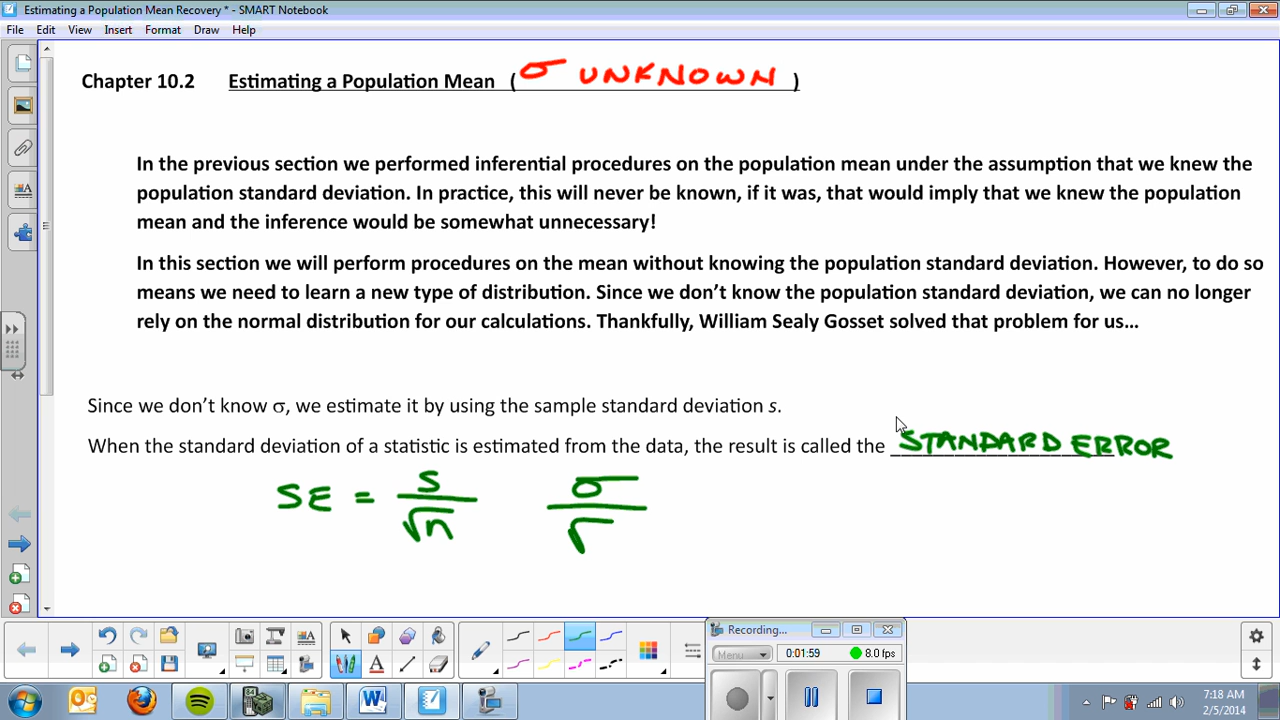 Estimating a Population Mean Recovery * - SMART Notebook
File Edit View Insert Format Draw Help
Chapter 10.2 Estimating a Population Mean ( σ UNKNOWN )
In the previous section we performed inferential procedures on the population mean under the assumption that we knew the
population standard deviation. In practice, this will never be known, if it was, that would imply that we knew the population
mean and the inference would be somewhat unnecessary!
In this section we will perform procedures on the mean without knowing the population standard deviation. However, to do so
means we need to learn a new type of distribution. Since we don't know the population standard deviation, we can no longer
rely on the normal distribution for our calculations. Thankfully, William Sealy Gosset solved that problem for us…
Since we don't know σ, we estimate it by using the sample standard deviation s.
When the standard deviation of a statistic is estimated from the data, the result is called the STANDARD ERROR
SE = s/√n σ/√
Recording...
Menu 0:01:59 8.0 fps
7:18 AM
2/5/2014